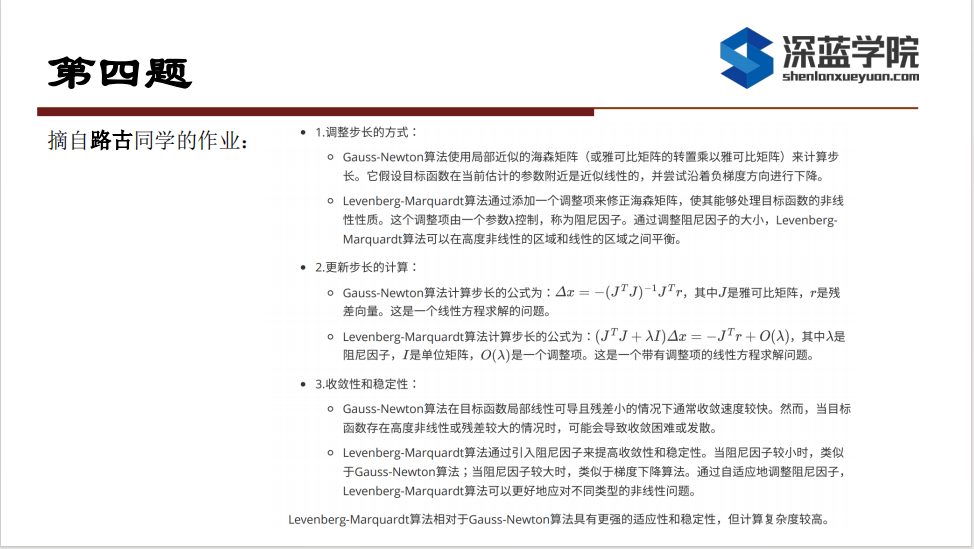 第四题
深蓝学院
shenlanxueyuan.com
摘自路古同学的作业：
• 1.调整步长的方式：
○ Gauss-Newton算法使用局部近似的海森矩阵（或雅可比矩阵的转置乘以雅可比矩阵）来计算步
长。它假设目标函数在当前估计的参数附近是近似线性的，并尝试沿着负梯度方向进行下降。
○ Levenberg-Marquardt算法通过添加一个调整项来修正海森矩阵，使其能够处理目标函数的非线
性性质。这个调整项由一个参数λ控制，称为阻尼因子。通过调整阻尼因子的大小，Levenberg-
Marquardt算法可以在高度非线性的区域和线性的区域之间平衡。
• 2.更新步长的计算：
○ Gauss-Newton算法计算步长的公式为：Δx = −(JᵀJ)⁻¹Jᵀr，其中J是雅可比矩阵，r是残
差向量。这是一个线性方程求解的问题。
○ Levenberg-Marquardt算法计算步长的公式为：(JᵀJ + λI)Δx = −Jᵀr + O(λ)，其中λ是
阻尼因子，I是单位矩阵，O(λ)是一个调整项。这是一个带有调整项的线性方程求解问题。
• 3.收敛性和稳定性：
○ Gauss-Newton算法在目标函数局部线性可导且残差小的情况下通常收敛速度较快。然而，当目标
函数存在高度非线性或残差较大的情况时，可能会导致收敛困难或发散。
○ Levenberg-Marquardt算法通过引入阻尼因子来提高收敛性和稳定性。当阻尼因子较小时，类似
于Gauss-Newton算法；当阻尼因子较大时，类似于梯度下降算法。通过自适应地调整阻尼因子，
Levenberg-Marquardt算法可以更好地应对不同类型的非线性问题。
Levenberg-Marquardt算法相对于Gauss-Newton算法具有更强的适应性和稳定性，但计算复杂度较高。